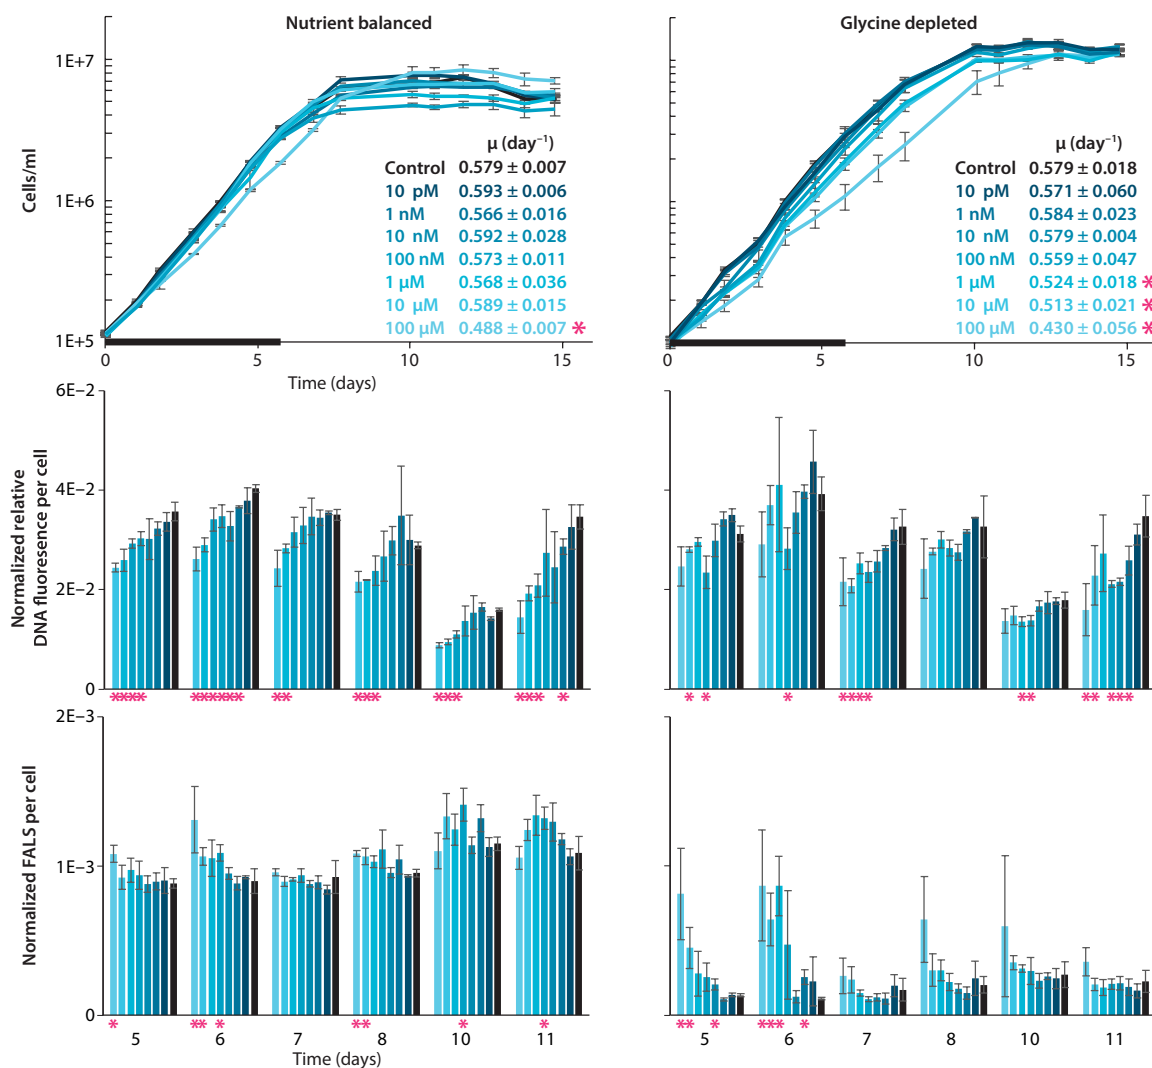 Nutrient balanced
Glycine depleted
Cells/ml
1E+7
1E+6
1E+5
μ (day⁻¹)
Control 0.579 ± 0.007
10 pM 0.593 ± 0.006
1 nM 0.566 ± 0.016
10 nM 0.592 ± 0.028
100 nM 0.573 ± 0.011
1 μM 0.568 ± 0.036
10 μM 0.589 ± 0.015
100 μM 0.488 ± 0.007 *
0 5 10 15
Time (days)
μ (day⁻¹)
Control 0.579 ± 0.018
10 pM 0.571 ± 0.060
1 nM 0.584 ± 0.023
10 nM 0.579 ± 0.004
100 nM 0.559 ± 0.047
1 μM 0.524 ± 0.018 *
10 μM 0.513 ± 0.021 *
100 μM 0.430 ± 0.056 *
0 5 10 15
Normalized relative
DNA fluoresence per cell
6E−2
4E−2
2E−2
0
**** ****** ** *** *** *** *
* * * **** ** ** ***
Normalized FALS per cell
2E−3
1E−3
0
* ** * ** * *
** * *** *
5 6 7 8 10 11
Time (days)
5 6 7 8 10 11